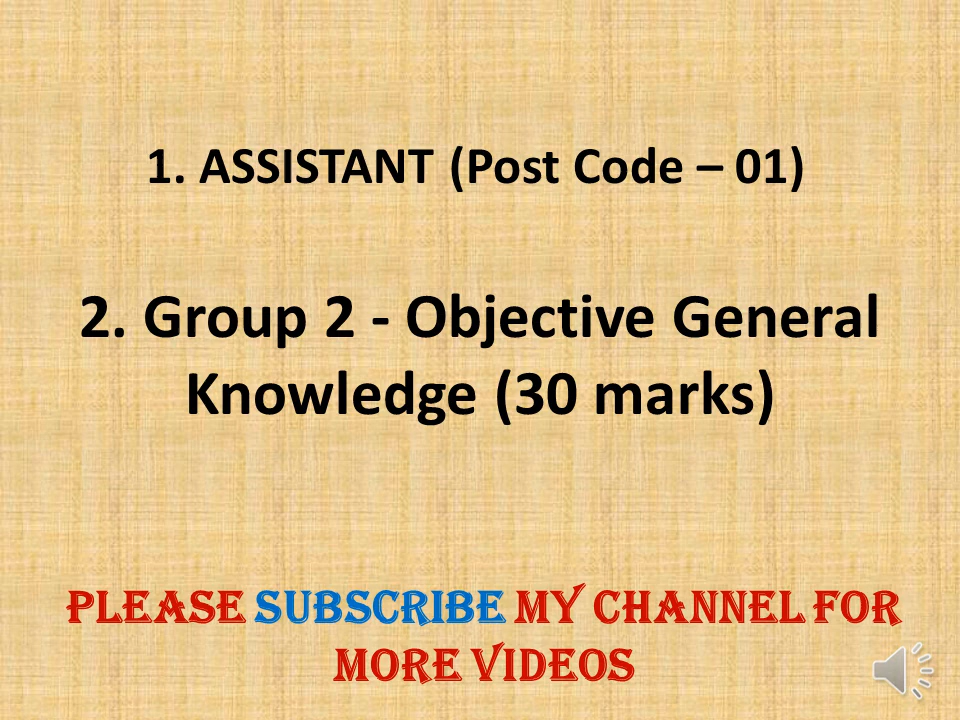 1. ASSISTANT (Post Code – 01)
2. Group 2 - Objective General
Knowledge (30 marks)
PLEASE SUBSCRIBE MY CHANNEL FOR
MORE VIDEOS